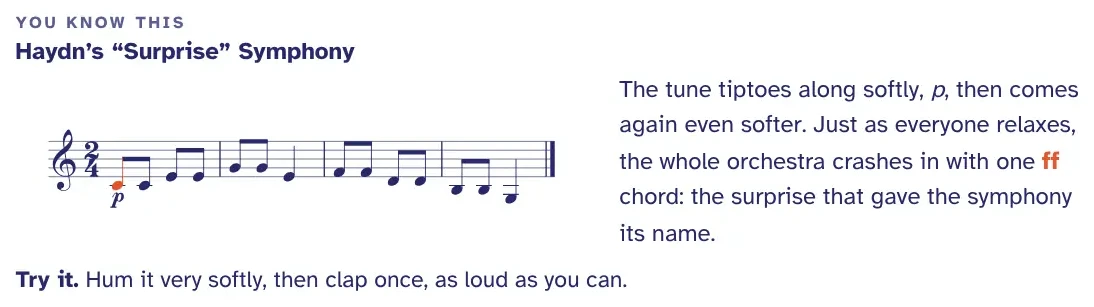 YOU KNOW THIS
Haydn’s “Surprise” Symphony
The tune tiptoes along softly, p, then comes
again even softer. Just as everyone relaxes,
the whole orchestra crashes in with one ff
chord: the surprise that gave the symphony
its name.
2
4
p
Try it. Hum it very softly, then clap once, as loud as you can.